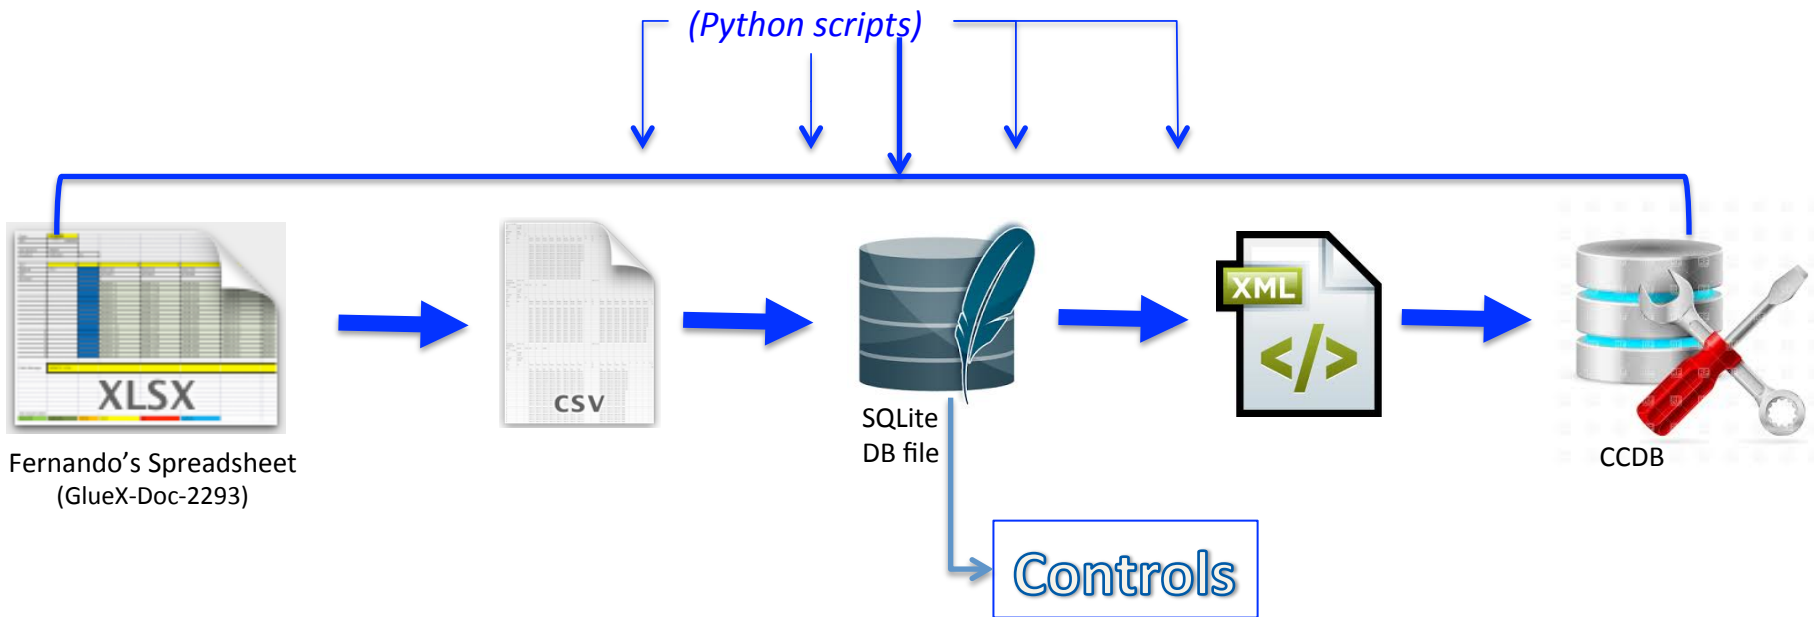 (Python scripts)
XLSX
CSV
XML
</>
SQLite
DB file
Fernando’s Spreadsheet
(GlueX-Doc-2293)
CCDB
Controls